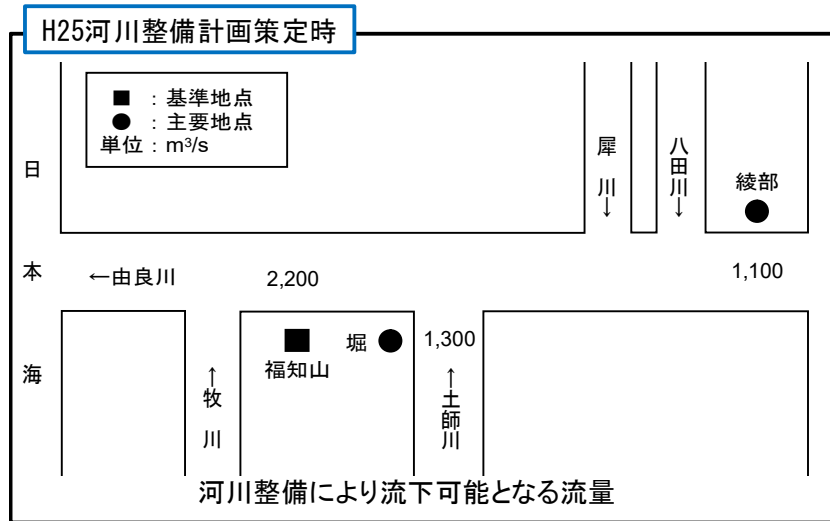 H25河川整備計画策定時
■ : 基準地点
● : 主要地点
単位 : m³/s
日本海
犀川→
八田川→
綾部
←由良川
2,200
1,100
福知山
堀
1,300
←牧川
←土師川
河川整備により流下可能となる流量